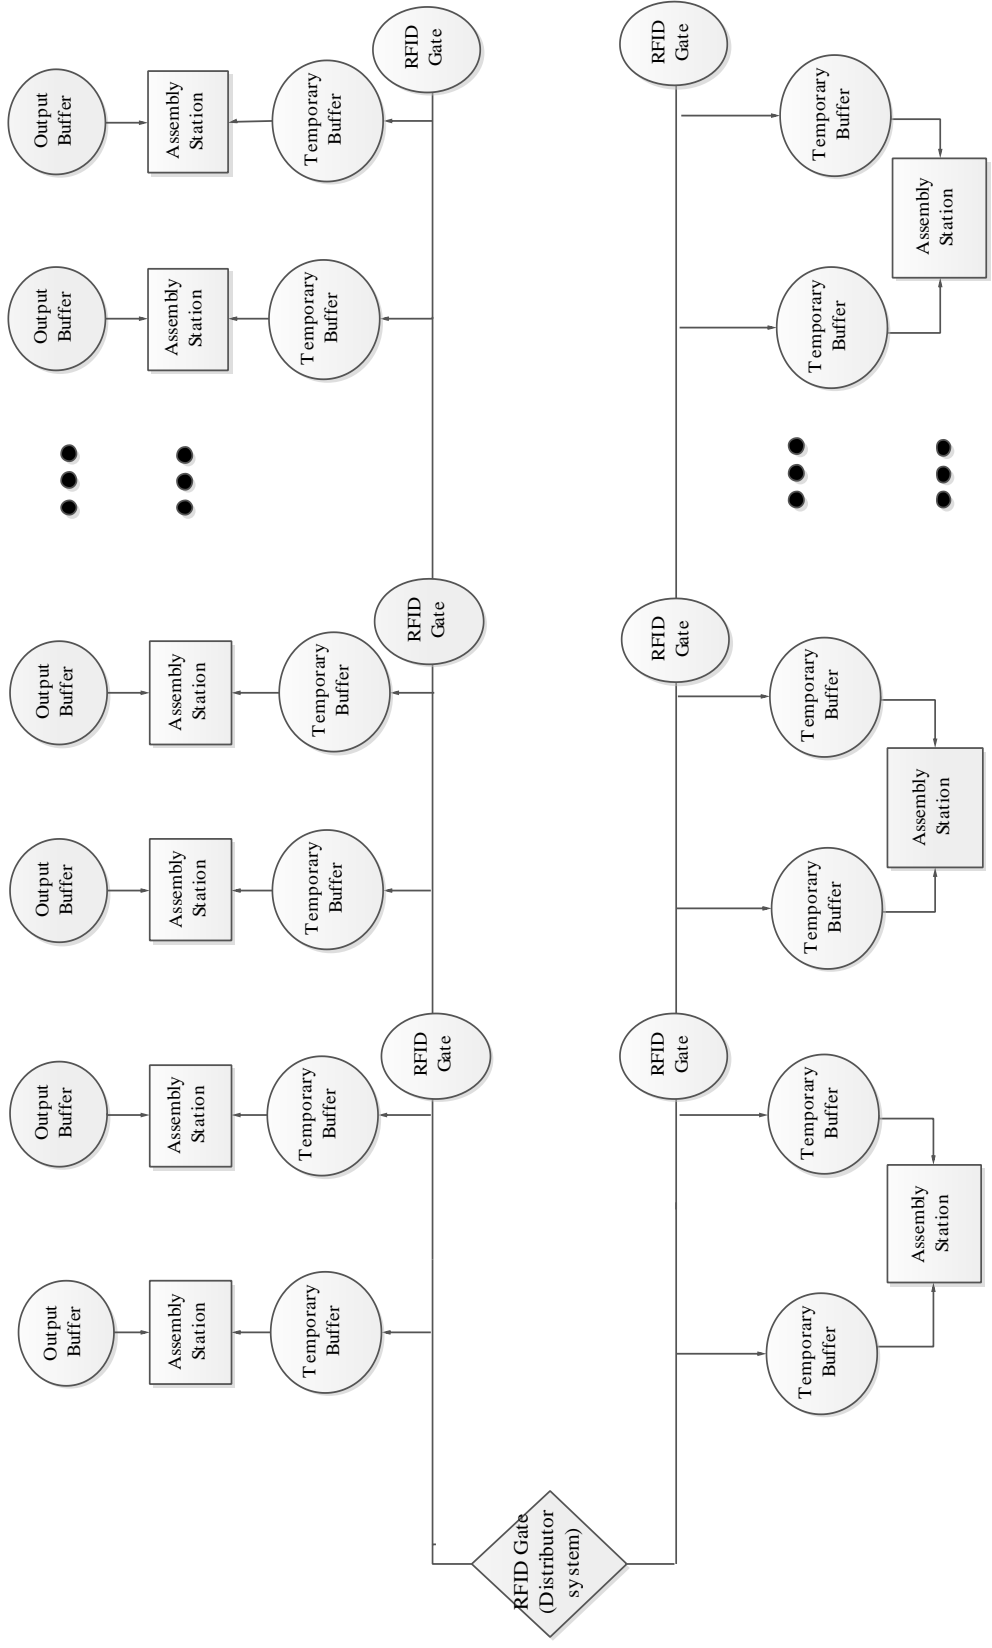 Output
Buffer
Output
Buffer
Output
Buffer
Output
Buffer
Output
Buffer
Output
Buffer
Assembly
Station
Assembly
Station
Assembly
Station
Assembly
Station
Assembly
Station
Assembly
Station
Temporary
Buffer
Temporary
Buffer
Temporary
Buffer
Temporary
Buffer
Temporary
Buffer
Temporary
Buffer
RFID
Gate
RFID
Gate
RFID
Gate
RFID Gate
(Distributor
system)
RFID
Gate
RFID
Gate
RFID
Gate
Temporary
Buffer
Temporary
Buffer
Temporary
Buffer
Temporary
Buffer
Temporary
Buffer
Temporary
Buffer
Assembly
Station
Assembly
Station
Assembly
Station